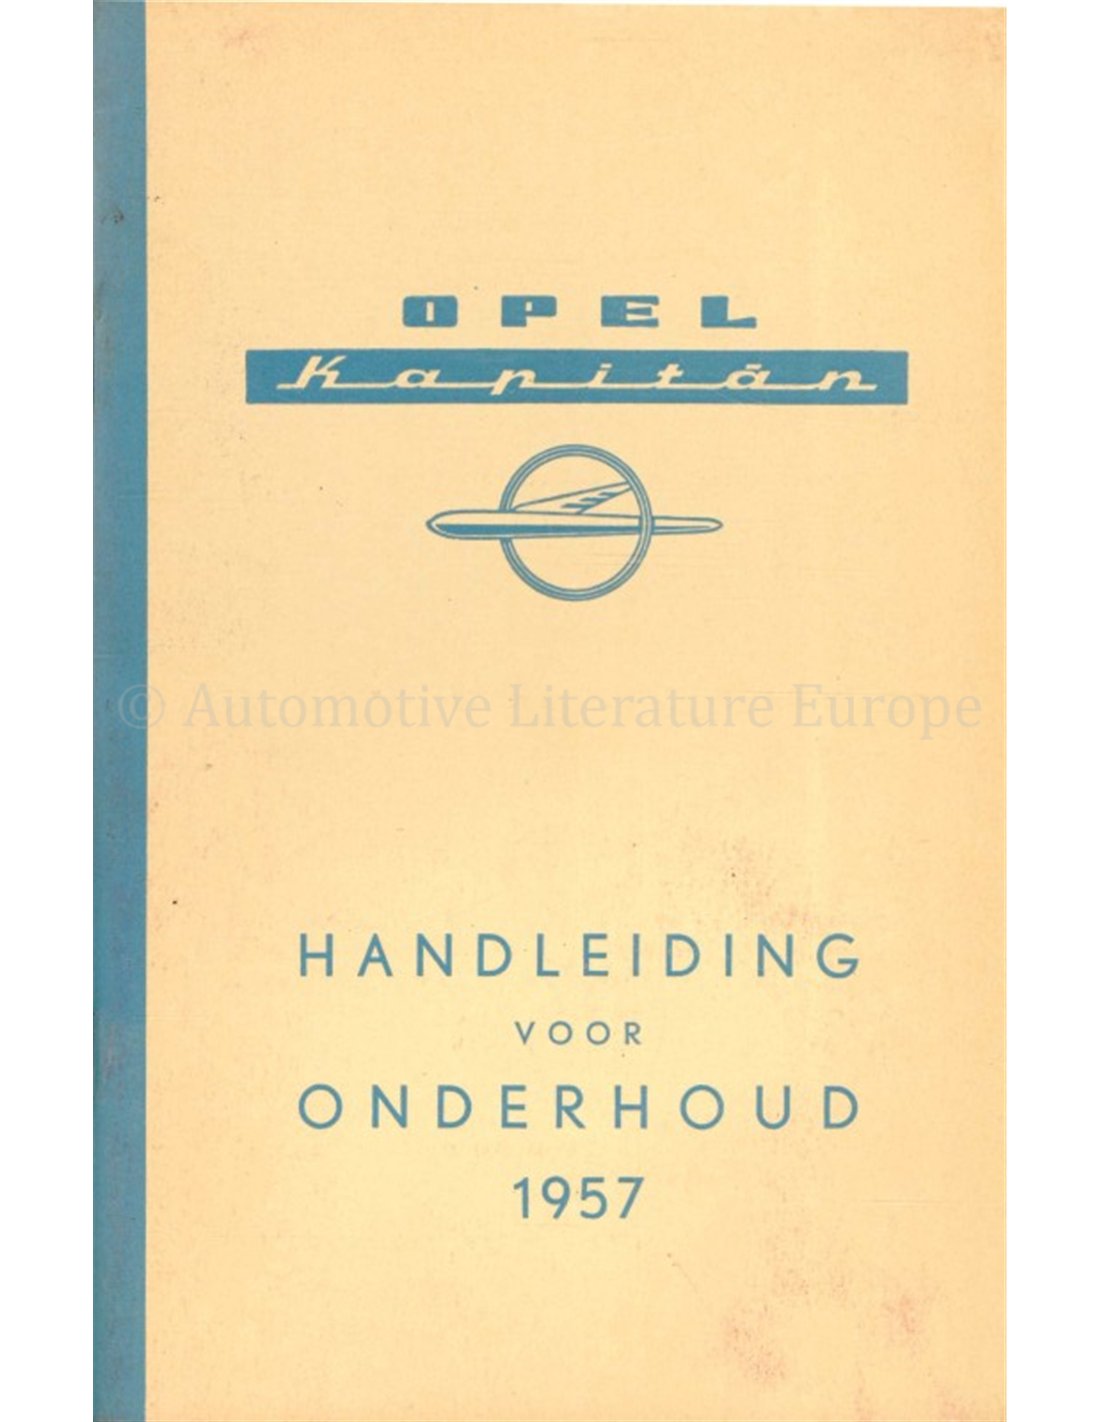 OPEL
Kapitän
© Automotive Literature Europe
HANDLEIDING
VOOR
ONDERHOUD
1957